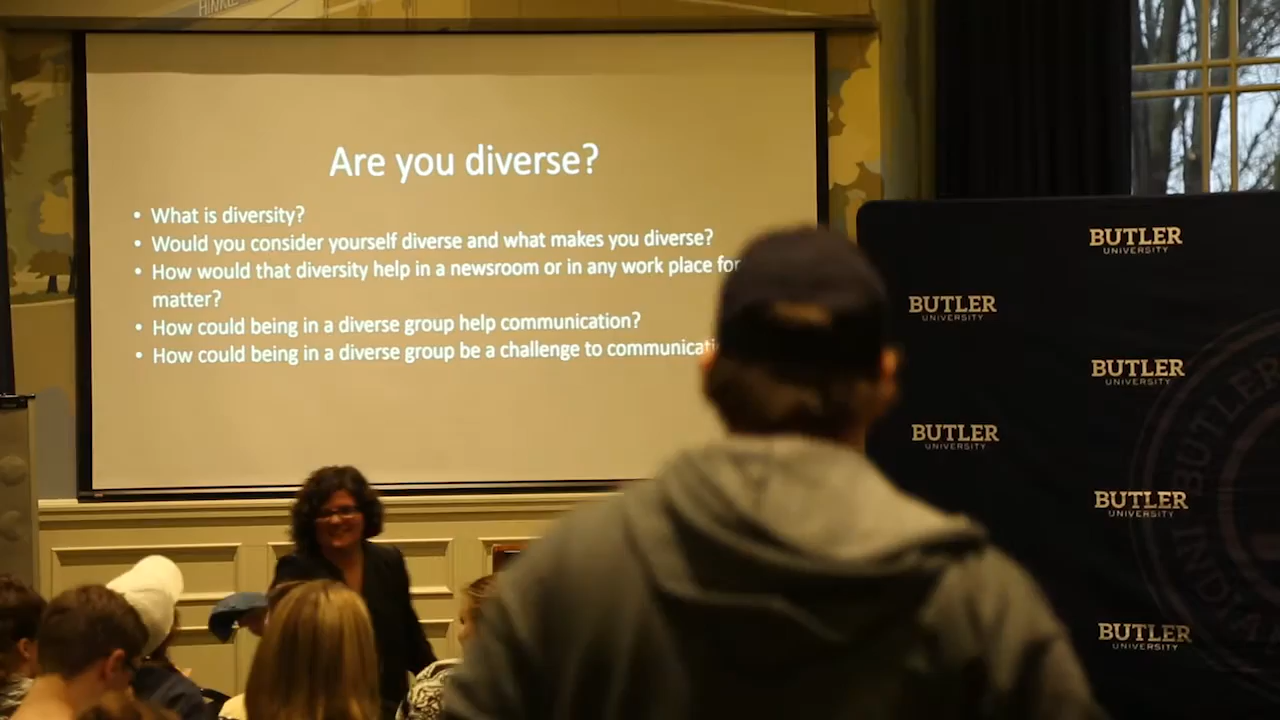 HINKLE
Are you diverse?
• What is diversity?
• Would you consider yourself diverse and what makes you diverse?
• How would that diversity help in a newsroom or in any work place for
matter?
• How could being in a diverse group help communication?
• How could being in a diverse group be a challenge to
BUTLER
UNIVERSITY
BUTLER
UNIVERSITY
BUTLER
UNIVERSITY
BUTLER
UNIVERSITY
BUTLER
UNIVERSITY
BUTLER
UNIVERSITY
BUTLER